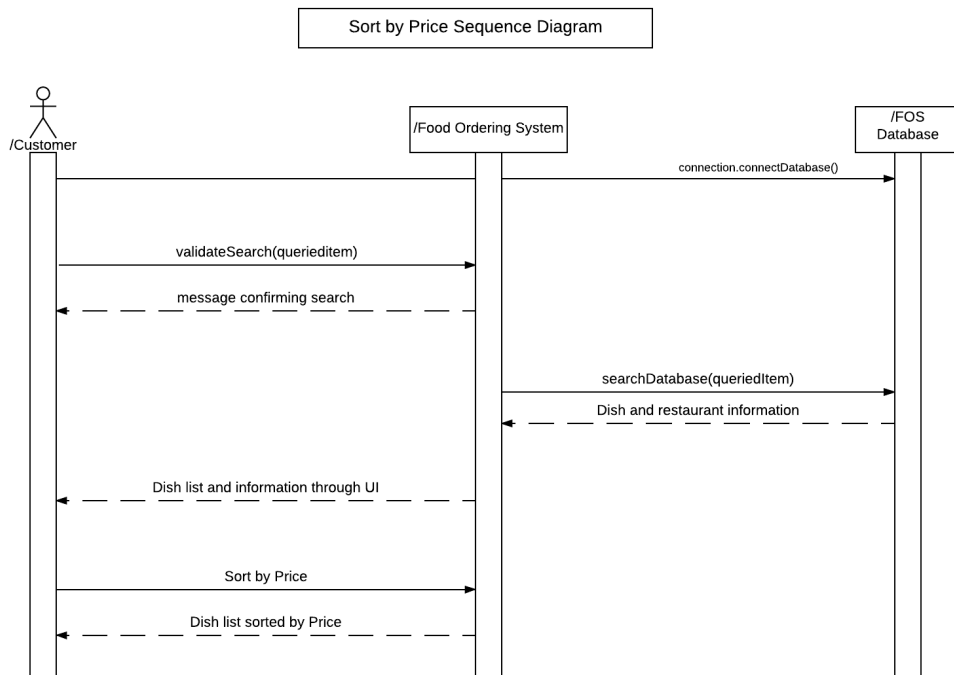 Sort by Price Sequence Diagram
/Customer
/Food Ordering System
/FOS
Database
connection.connectDatabase()
validateSearch(querieditem)
message confirming search
searchDatabase(queriedItem)
Dish and restaurant information
Dish list and information through UI
Sort by Price
Dish list sorted by Price